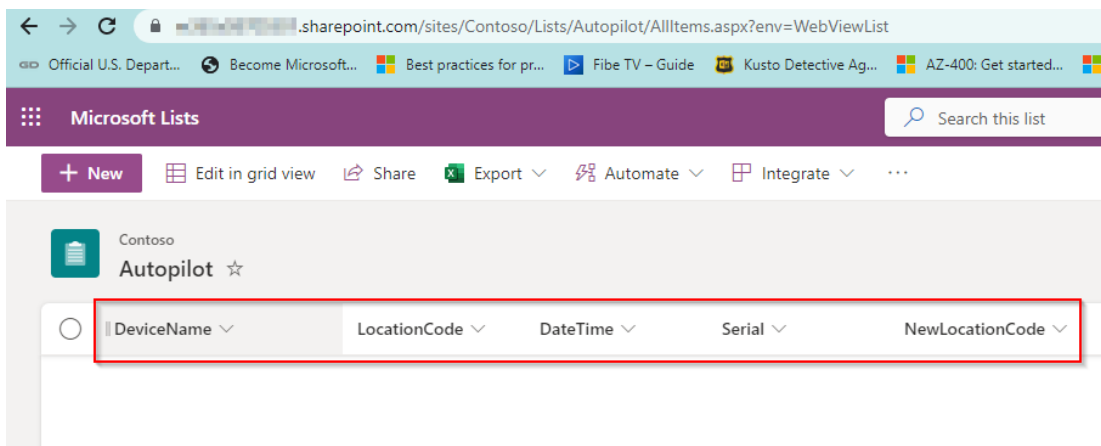 .sharepoint.com/sites/Contoso/Lists/Autopilot/AllItems.aspx?env=WebViewList
Official U.S. Depart... Become Microsoft... Best practices for pr... Fibe TV – Guide Kusto Detective Ag... AZ-400: Get started...
Microsoft Lists Search this list
New Edit in grid view Share Export Automate Integrate ...
Contoso
Autopilot
DeviceName LocationCode DateTime Serial NewLocationCode